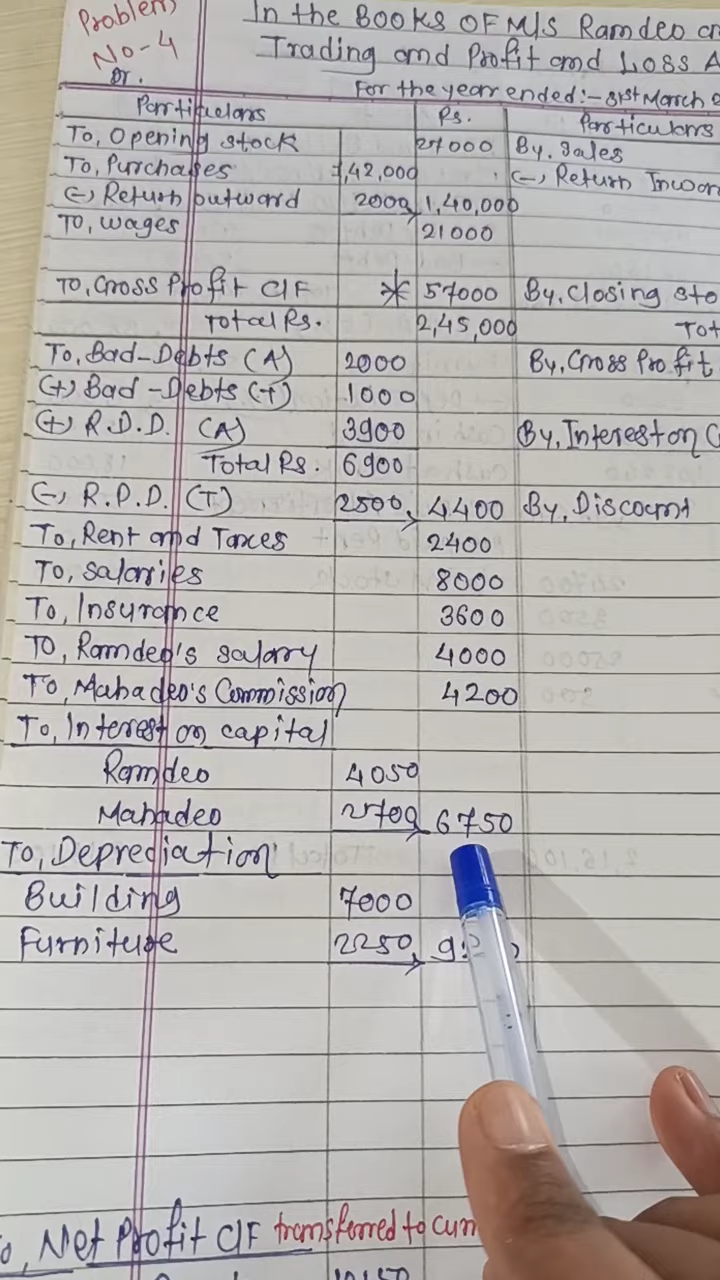 Problem No-4
In the Books OF M/S Ramdeo an
Trading and Profit and Loss A
For the year ended:- 31st March
Dr.
Particulars Rs. Particulars
To, Opening stock 27000 By, Sales
To, Purchases 1,42,000 (-) Return Inwar
(-) Return outward 2000 1,40,000
To, wages 21000
To, Gross Profit C/F 57000 By, Closing sto
Total Rs. 2,45,000 Tot
To, Bad-Debts (A) 2000 By, Gross Profit
(+) Bad-Debts (T) 1000
(+) R.D.D. (A) 3900 By, Interest on
Total Rs. 6900
(-) R.D.D. (T) 2500 4400 By, Discount
To, Rent and Taxes 2400
To, Salaries 8000
To, Insurance 3600
To, Ramdeo's salary 4000
To, Mahadeo's Commission 4200
To, Interest on capital
Ramdeo 4050
Mahadeo 2700 6750
To, Depreciation
Building 7000
Furniture 2250
o, Net Profit C/F transferred to curr